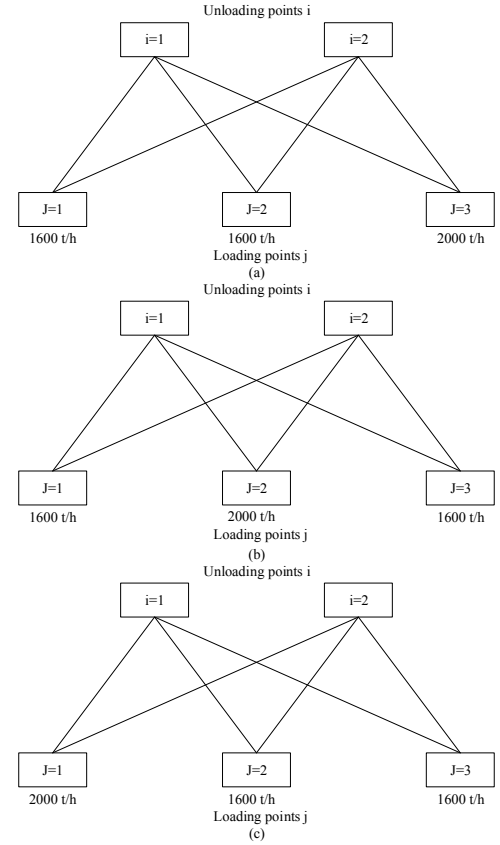 Unloading points i
i=1 i=2
J=1 J=2 J=3
1600 t/h 1600 t/h 2000 t/h
Loading points j
(a)
Unloading points i
i=1 i=2
J=1 J=2 J=3
1600 t/h 2000 t/h 1600 t/h
Loading points j
(b)
Unloading points i
i=1 i=2
J=1 J=2 J=3
2000 t/h 1600 t/h 1600 t/h
Loading points j
(c)